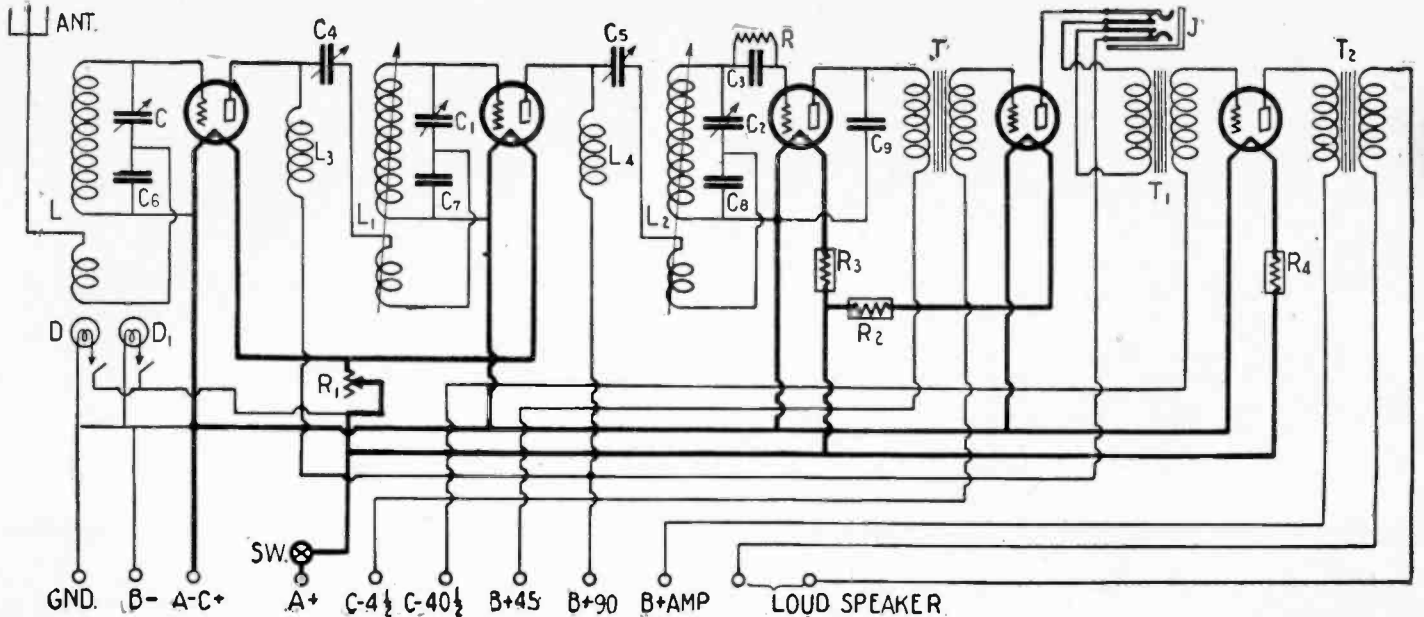 ANT.
C4
C5
R
C3
J
J
T2
C
C1
C2
C9
L3
L4
C6
C7
C8
T1
L
L1
L2
R3
R4
R2
D
D1
R1
SW.
GND. B- A-C+ A+ C-4½ C-40½ B+45 B+90 B+AMP LOUD SPEAKER